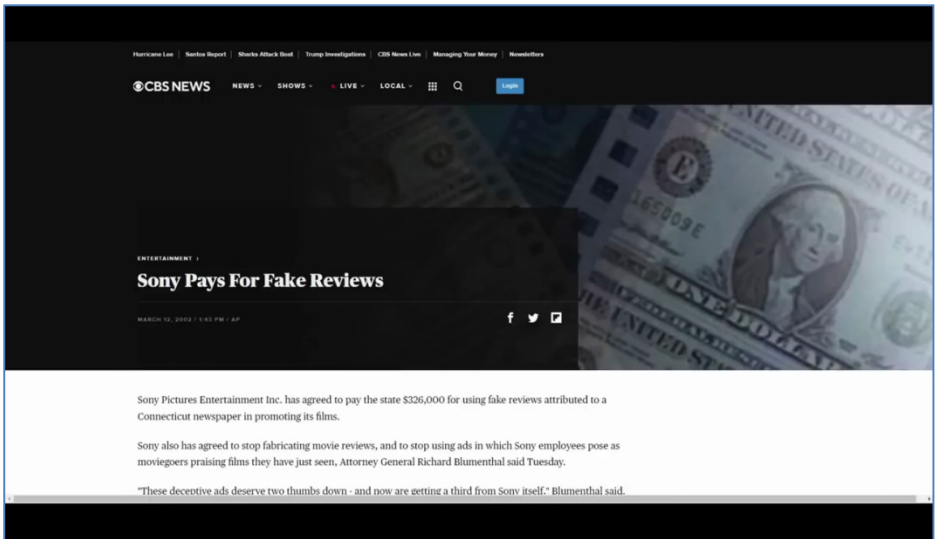 Hurricane Lee | Santos Report | Sharks Attack Boat | Trump Investigations | CBS News Live | Managing Your Money | Newsletters
CBS NEWS NEWS SHOWS LIVE LOCAL Login
ENTERTAINMENT ›
Sony Pays For Fake Reviews
MARCH 12, 2002 / 1:43 PM / AP
Sony Pictures Entertainment Inc. has agreed to pay the state $326,000 for using fake reviews attributed to a
Connecticut newspaper in promoting its films.
Sony also has agreed to stop fabricating movie reviews, and to stop using ads in which Sony employees pose as
moviegoers praising films they have just seen, Attorney General Richard Blumenthal said Tuesday.
"These deceptive ads deserve two thumbs down - and now are getting a third from Sony itself," Blumenthal said.